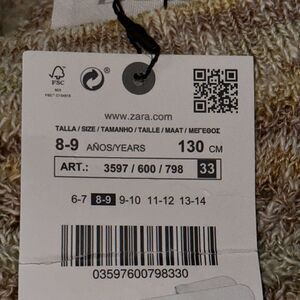 FSC
www.zara.com
TALLA / SIZE / TAMANHO / TAILLE / MAAT / ΜΕΓΕΘΟΣ
8-9 AÑOS/YEARS 130 CM
ART.: 3597 / 600 / 798 33
6-7 8-9 9-10 11-12 13-14
03597600798330